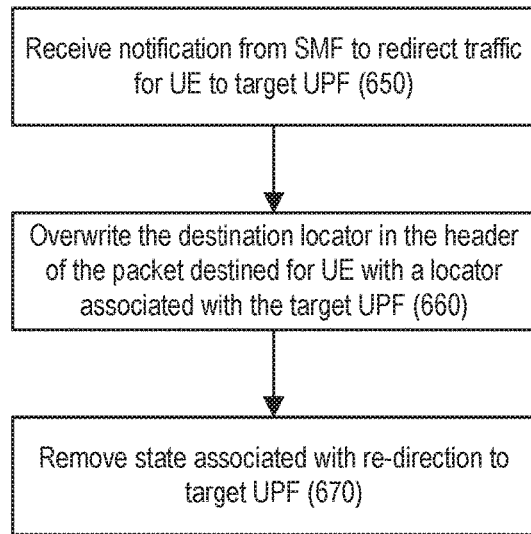 Receive notification from SMF to redirect traffic
for UE to target UPF (650)
Overwrite the destination locator in the header
of the packet destined for UE with a locator
associated with the target UPF (660)
Remove state associated with re-direction to
target UPF (670)